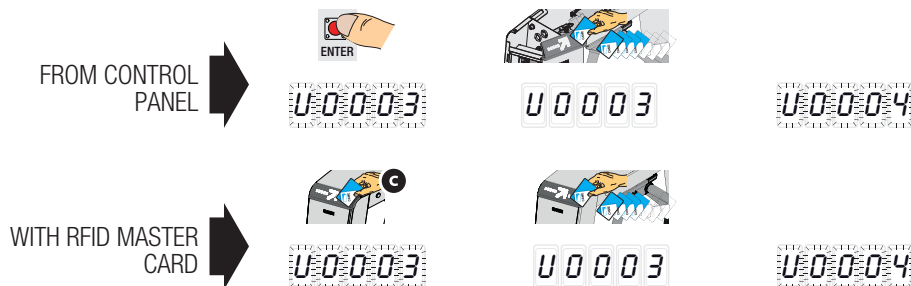 ENTER
FROM CONTROL
PANEL
U0003 U0003 U0004
C
WITH RFID MASTER
CARD
U0003 U0003 U0004